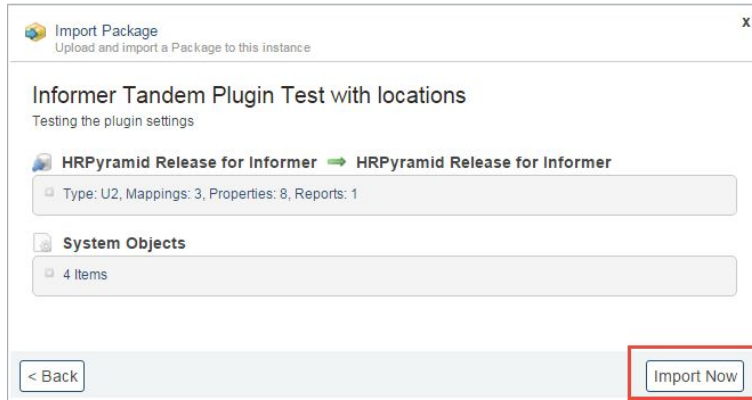 Import Package
x
Upload and import a Package to this instance
Informer Tandem Plugin Test with locations
Testing the plugin settings
HRPyramid Release for Informer HRPyramid Release for Informer
Type: U2, Mappings: 3, Properties: 8, Reports: 1
System Objects
4 Items
< Back
Import Now